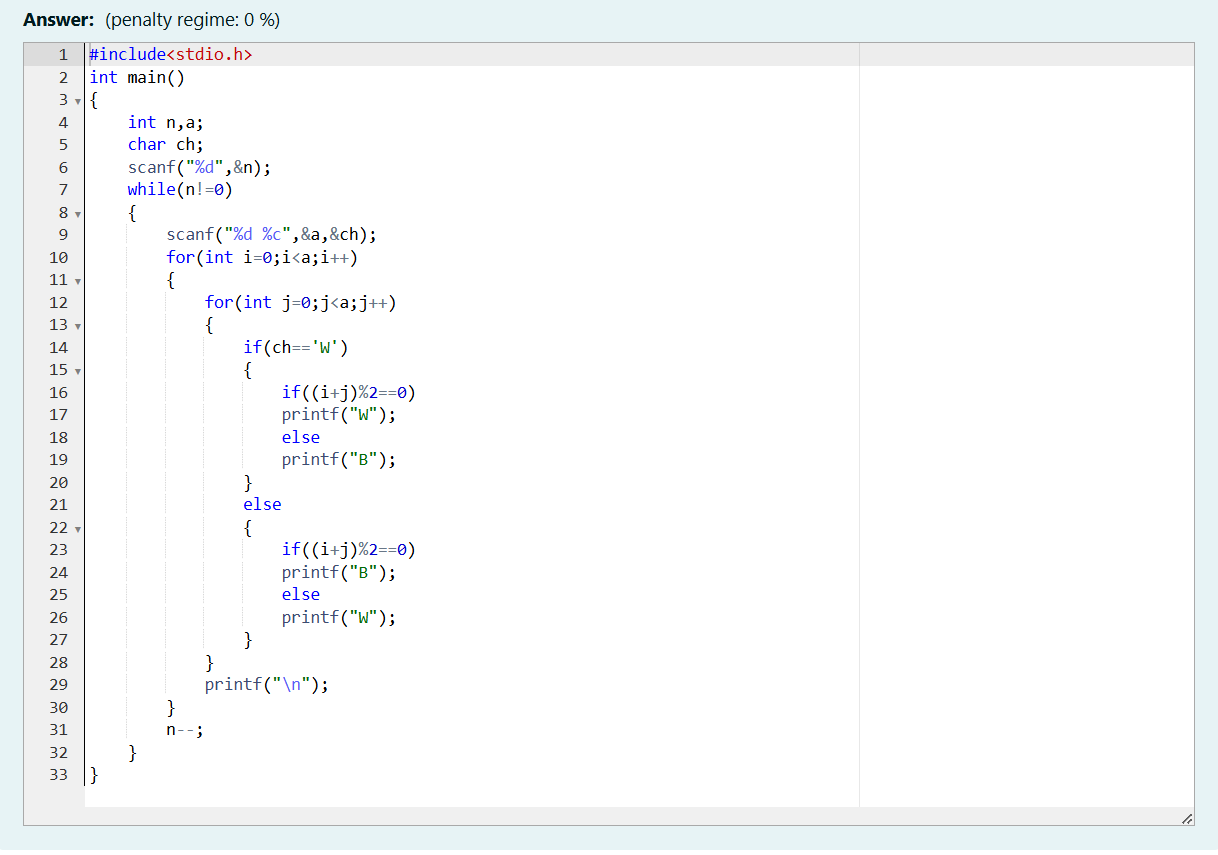 Answer: (penalty regime: 0 %)
1 #include<stdio.h>
2 int main()
3 {
4     int n,a;
5     char ch;
6     scanf("%d",&n);
7     while(n!=0)
8     {
9         scanf("%d %c",&a,&ch);
10         for(int i=0;i<a;i++)
11         {
12             for(int j=0;j<a;j++)
13             {
14                 if(ch=='W')
15                 {
16                     if((i+j)%2==0)
17                     printf("W");
18                     else
19                     printf("B");
20                 }
21                 else
22                 {
23                     if((i+j)%2==0)
24                     printf("B");
25                     else
26                     printf("W");
27                 }
28             }
29             printf("\n");
30         }
31         n--;
32     }
33 }